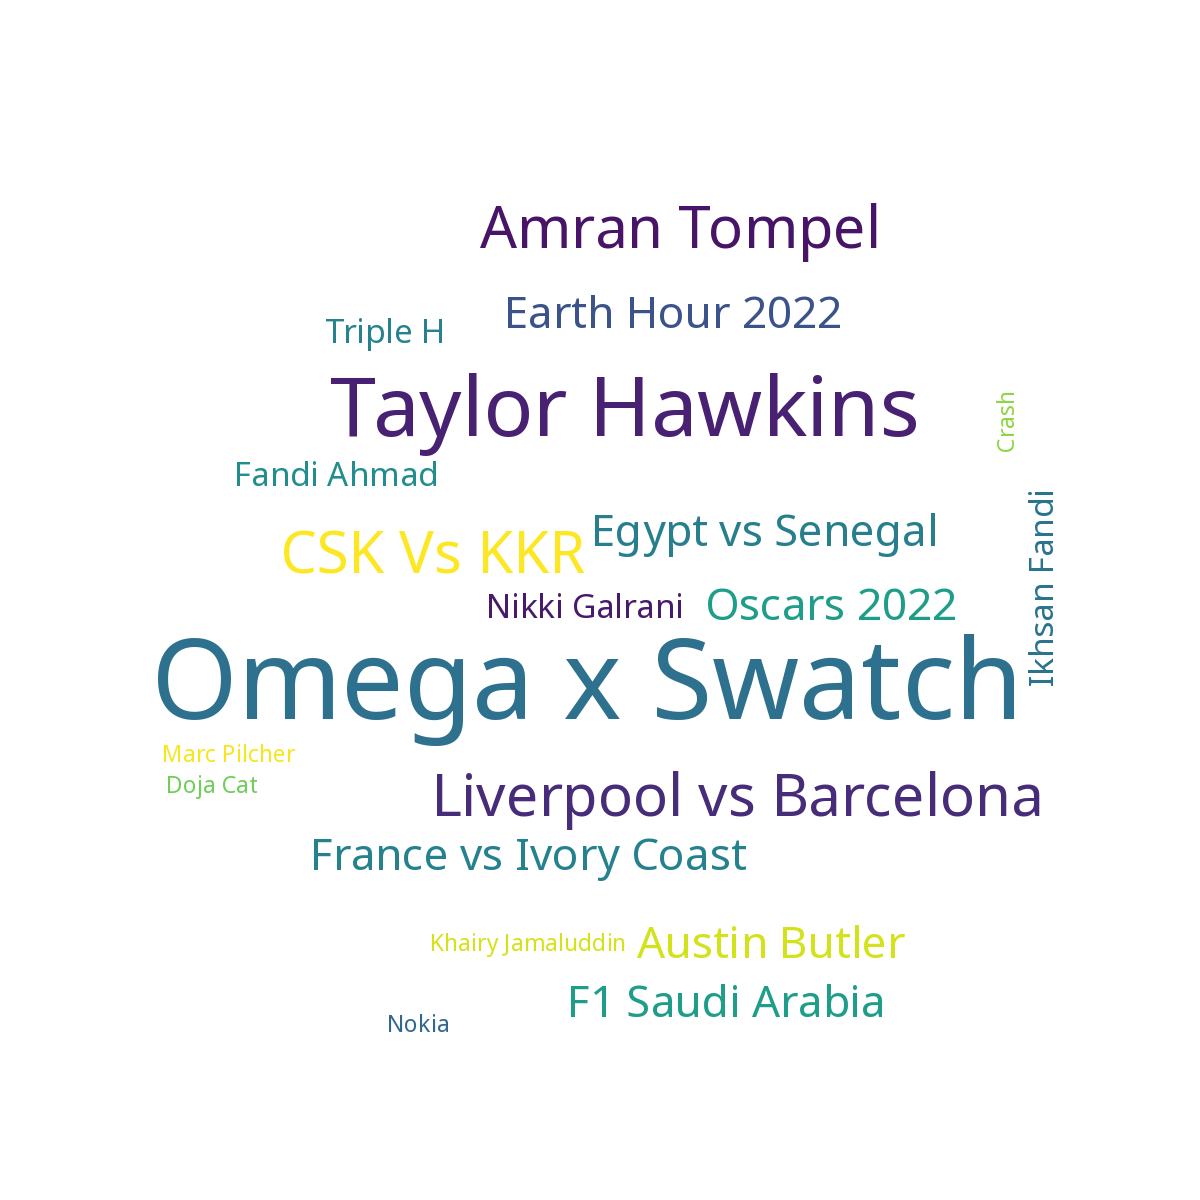 Amran Tompel
Earth Hour 2022
Triple H
Taylor Hawkins
Crash
Fandi Ahmad
Ikhsan Fandi
Egypt vs Senegal
CSK Vs KKR
Nikki Galrani
Oscars 2022
Omega x Swatch
Marc Pilcher
Doja Cat
Liverpool vs Barcelona
France vs Ivory Coast
Khairy Jamaluddin
Austin Butler
F1 Saudi Arabia
Nokia